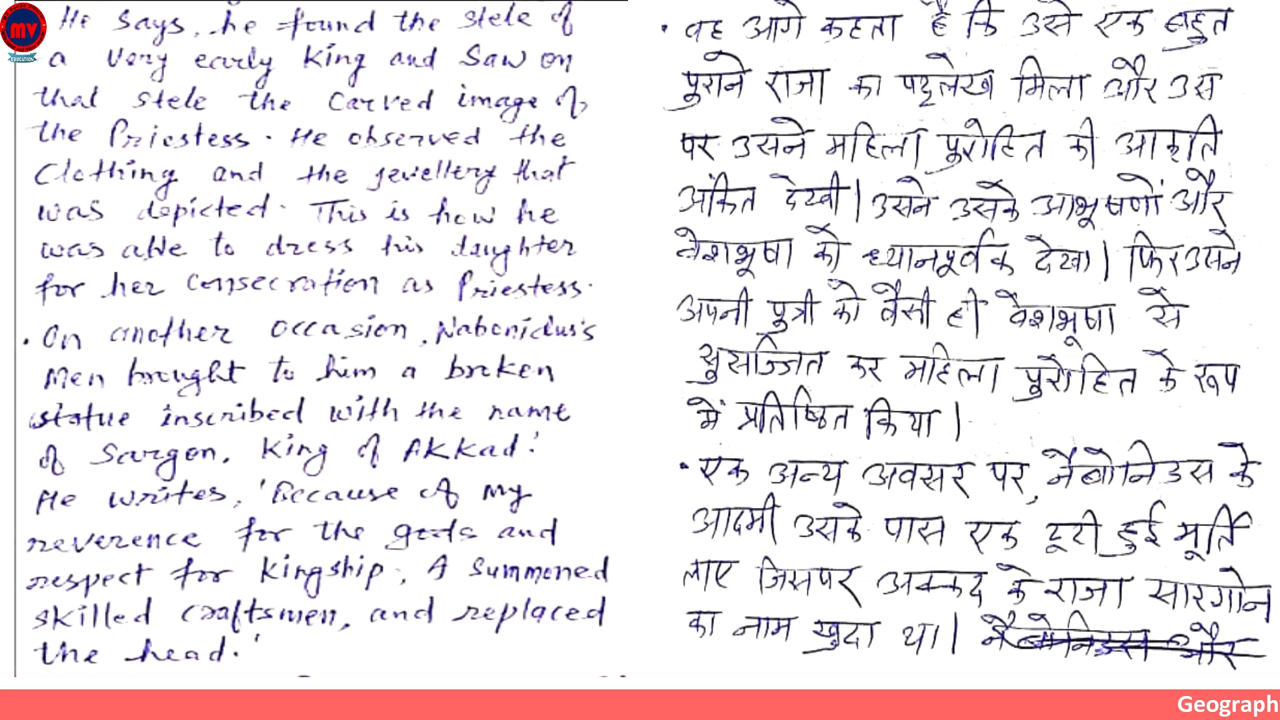 mv
EDUCATION
He says, he found the stele of
a very early king and saw on
that stele the carved image of
the Priestess. He observed the
Clothing and the jewellery that
was depicted. This is how he
was able to dress his daughter
for her consecration as Priestess.
• On another occasion, Nabonidus's
Men brought to him a broken
statue inscribed with the name
of Sargon, King of Akkad.'
He writes, 'Because of my
reverence for the gods and
respect for Kingship, A summoned
skilled craftsmen, and replaced
the head.'
• वह आगे कहता है कि उसे एक बहुत
पुराने राजा का पट्टलेख मिला और उस
पर उसने महिला पुरोहित की आकृति
अंकित देखी। उसने उसके आभूषणों और
वेशभूषा को ध्यानपूर्वक देखा। फिर उसने
अपनी पुत्री को वैसी ही वेशभूषा से
सुसज्जित कर महिला पुरोहित के रूप
में प्रतिष्ठित किया।
• एक अन्य अवसर पर, नैबोनिडस के
आदमी उसके पास एक टूटी हुई मूर्ति
लाए जिसपर अक्कद के राजा सारगोन
का नाम खुदा था। नैबोनिडस और
Geograph